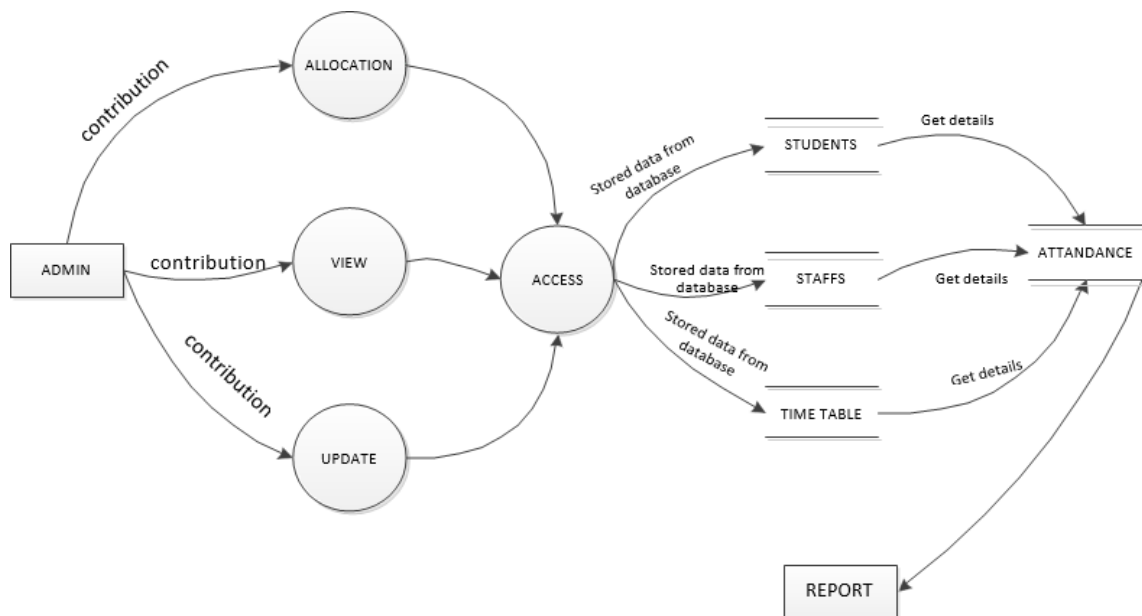 ALLOCATION
contribution
ADMIN
contribution
VIEW
contribution
UPDATE
ACCESS
Stored data from
database
STUDENTS
Get details
Stored data from
database
STAFFS
Get details
ATTANDANCE
Stored data from
database
TIME TABLE
Get details
REPORT